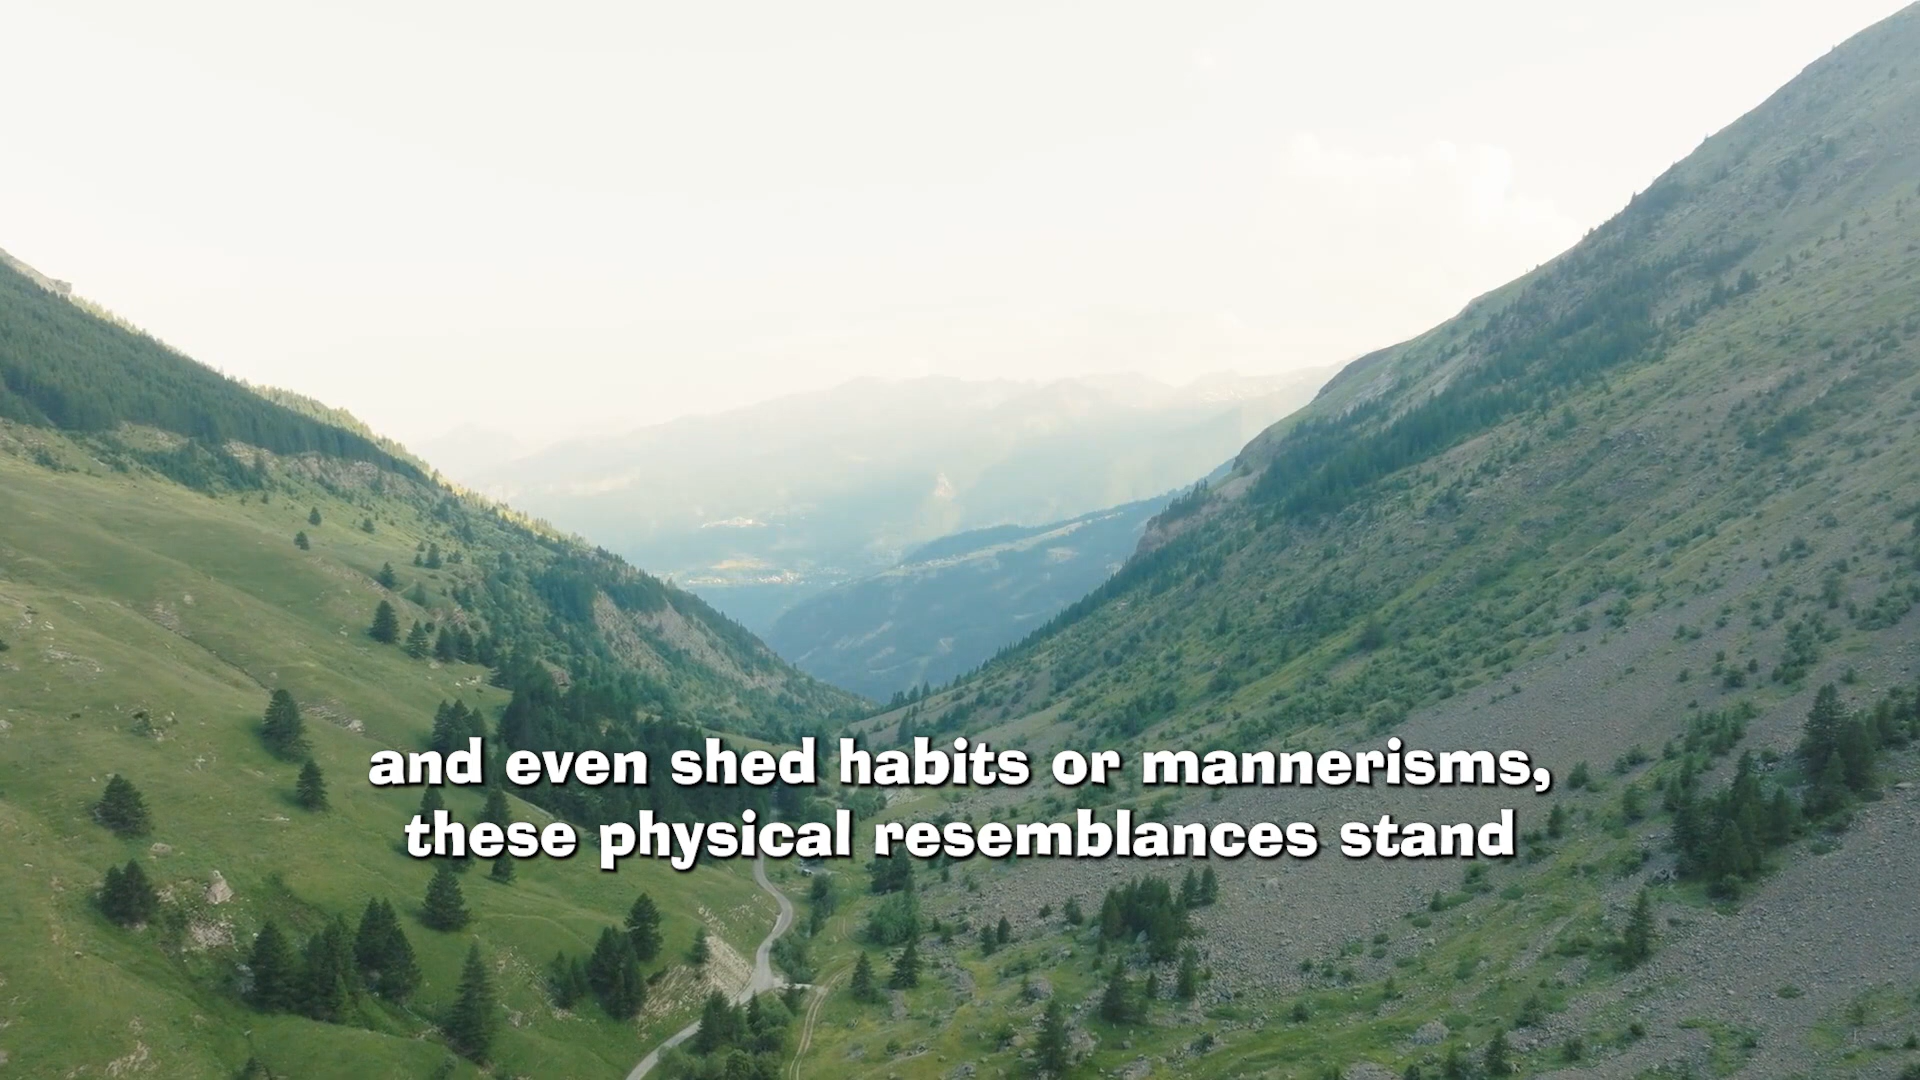 and even shed habits or mannerisms,
these physical resemblances stand